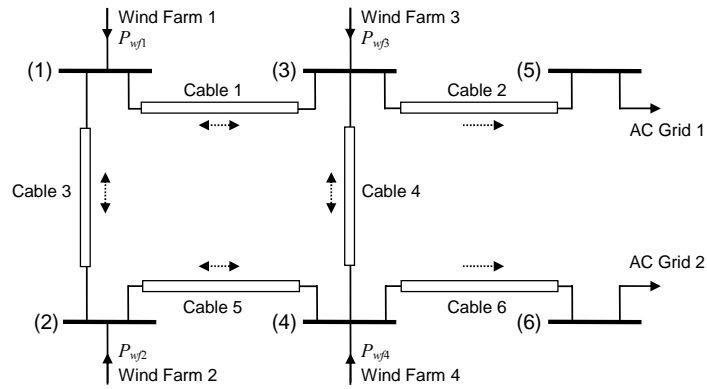 Wind Farm 1
Wind Farm 3
P_wf1
P_wf3
(1)
(3)
(5)
Cable 1
Cable 2
AC Grid 1
Cable 3
Cable 4
AC Grid 2
Cable 5
Cable 6
(2)
(4)
(6)
P_wf2
P_wf4
Wind Farm 2
Wind Farm 4